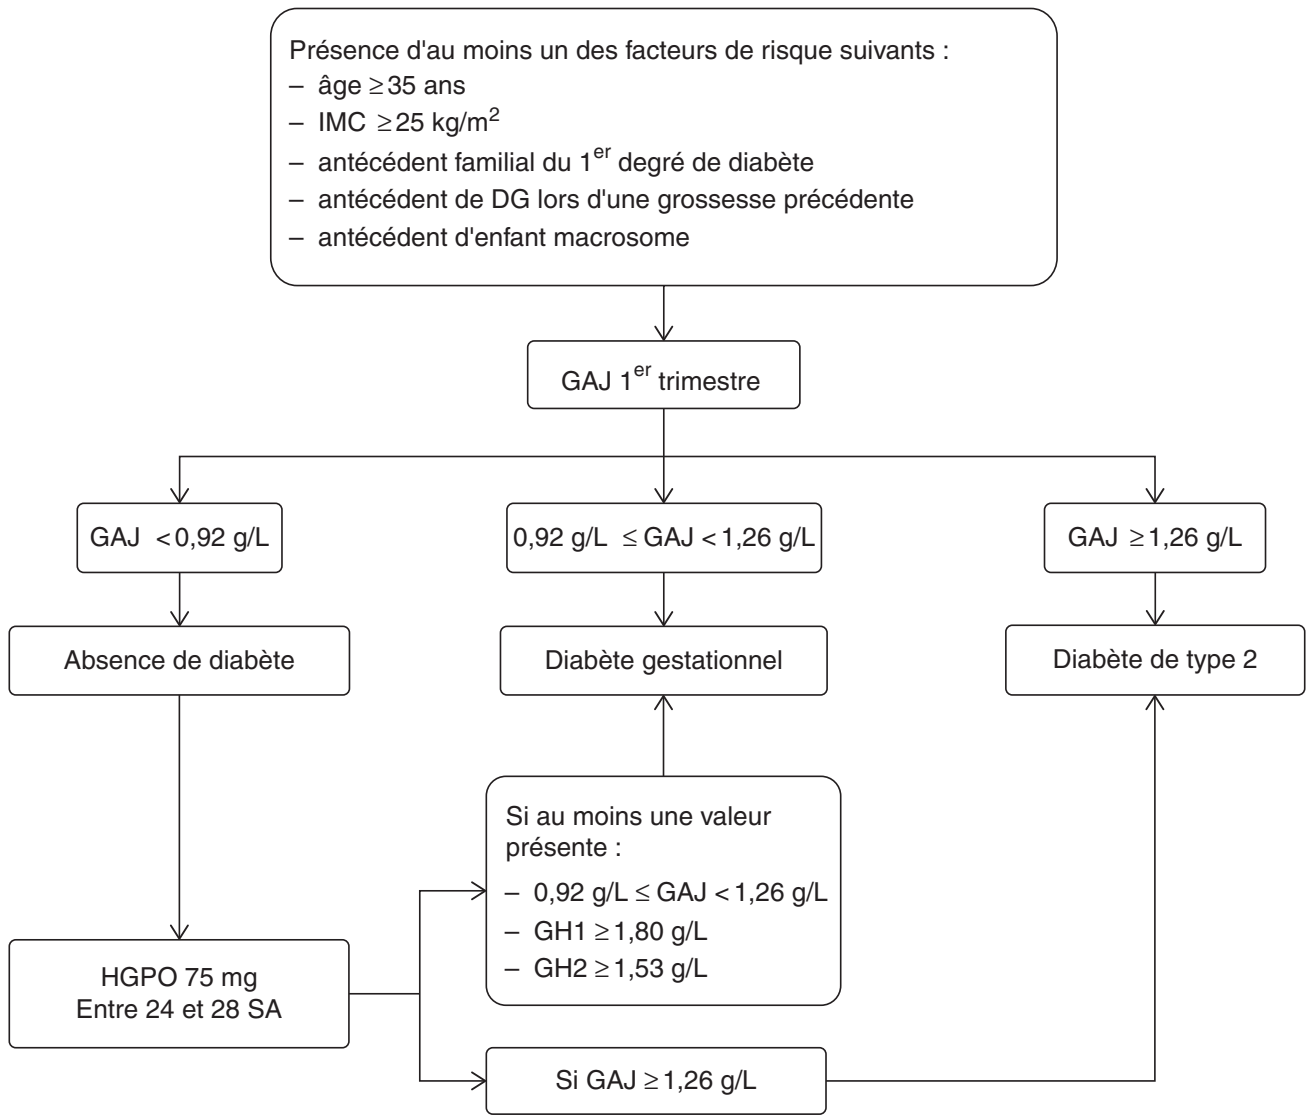 Présence d'au moins un des facteurs de risque suivants :
– âge ≥35 ans
– IMC ≥25 kg/m²
– antécédent familial du 1er degré de diabète
– antécédent de DG lors d'une grossesse précédente
– antécédent d'enfant macrosome
GAJ 1er trimestre
GAJ <0,92 g/L
0,92 g/L ≤GAJ<1,26 g/L
GAJ ≥1,26 g/L
Absence de diabète
Diabète gestationnel
Diabète de type 2
Si au moins une valeur
présente :
– 0,92 g/L ≤ GAJ <1,26 g/L
– GH1 ≥1,80 g/L
– GH2 ≥1,53 g/L
HGPO 75 mg
Entre 24 et 28 SA
Si GAJ ≥1,26 g/L